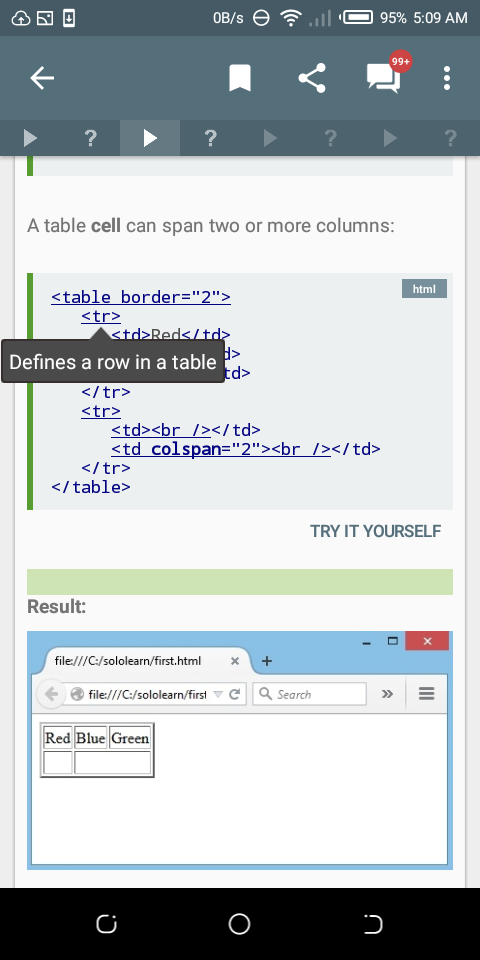 0B/s 95% 5:09 AM
99+
? ? ? ?
A table cell can span two or more columns:
html
<table border="2">
<tr>
<td>Red</td>
Defines a row in a table
d>
td>
</tr>
<tr>
<td><br /></td>
<td colspan="2"><br /></td>
</tr>
</table>
TRY IT YOURSELF
Result:
file:///C:/sololearn/first.html × +
file:///C:/sololearn/first Search »
Red Blue Green